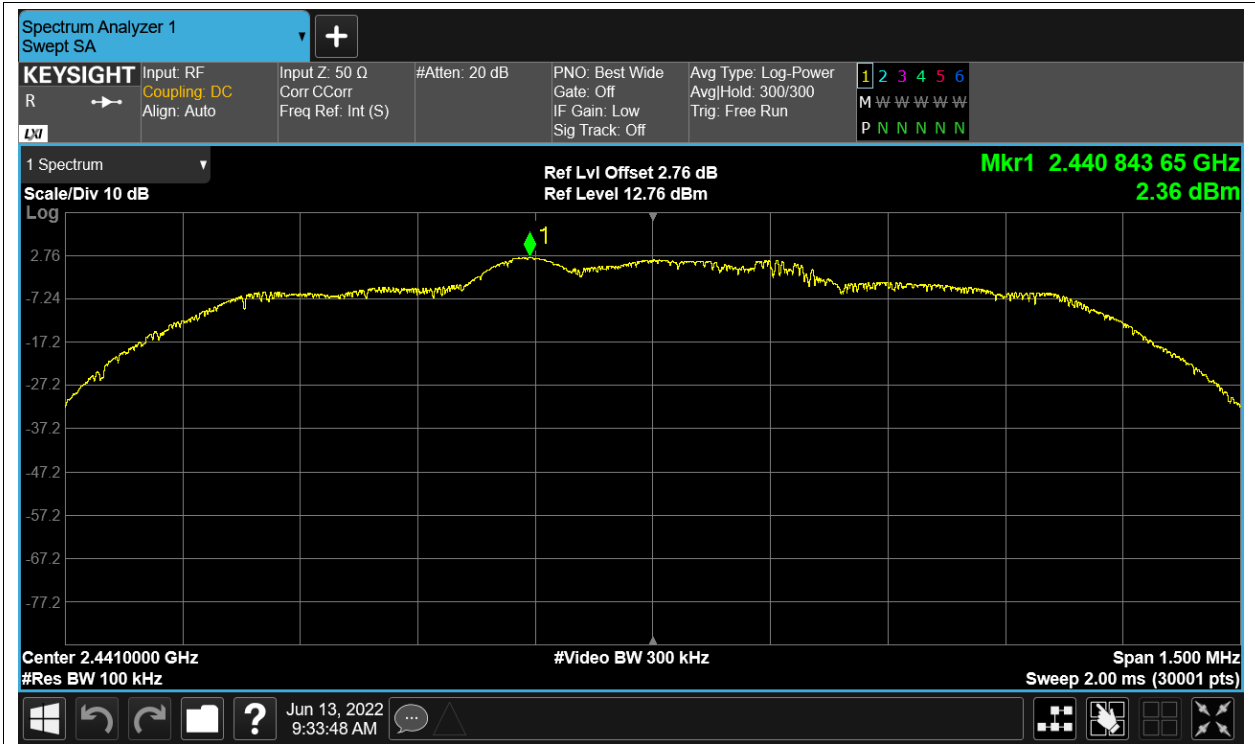 Spectrum Analyzer 1
Swept SA
+
KEYSIGHT
R
LXI
Input: RF
Coupling: DC
Align: Auto
Input Z: 50 Ω
Corr CCorr
Freq Ref: Int (S)
#Atten: 20 dB
PNO: Best Wide
Gate: Off
IF Gain: Low
Sig Track: Off
Avg Type: Log-Power
Avg|Hold: 300/300
Trig: Free Run
1 2 3 4 5 6
M W W W W W
P N N N N N
1 Spectrum
Scale/Div 10 dB
Log
Ref Lvl Offset 2.76 dB
Ref Level 12.76 dBm
Mkr1 2.440 843 65 GHz
2.36 dBm
1
2.76
-7.24
-17.2
-27.2
-37.2
-47.2
-57.2
-67.2
-77.2
Center 2.4410000 GHz
#Video BW 300 kHz
Span 1.500 MHz
#Res BW 100 kHz
Sweep 2.00 ms (30001 pts)
?
Jun 13, 2022
9:33:48 AM